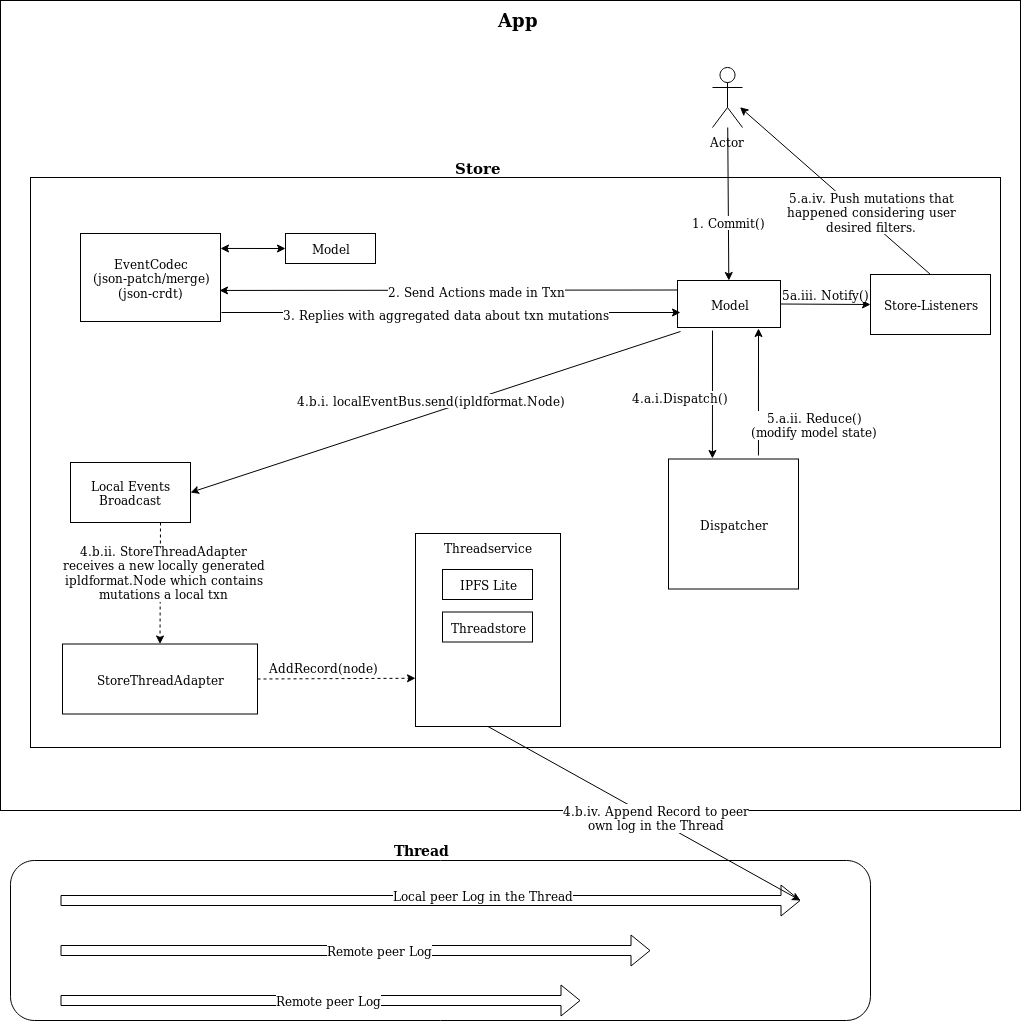 App
Actor
Store
5.a.iv. Push mutations that
happened considering user
desired filters.
1. Commit()
EventCodec
(json-patch/merge)
(json-crdt)
Model
2. Send Actions made in Txn
3. Replies with aggregated data about txn mutations
Model
5a.iii. Notify()
Store-Listeners
4.b.i. localEventBus.send(ipldformat.Node)
4.a.i.Dispatch()
5.a.ii. Reduce()
(modify model state)
Local Events
Broadcast
Dispatcher
4.b.ii. StoreThreadAdapter
receives a new locally generated
ipldformat.Node which contains
mutations a local txn
Threadservice
IPFS Lite
Threadstore
StoreThreadAdapter
AddRecord(node)
4.b.iv. Append Record to peer
own log in the Thread
Thread
Local peer Log in the Thread
Remote peer Log
Remote peer Log